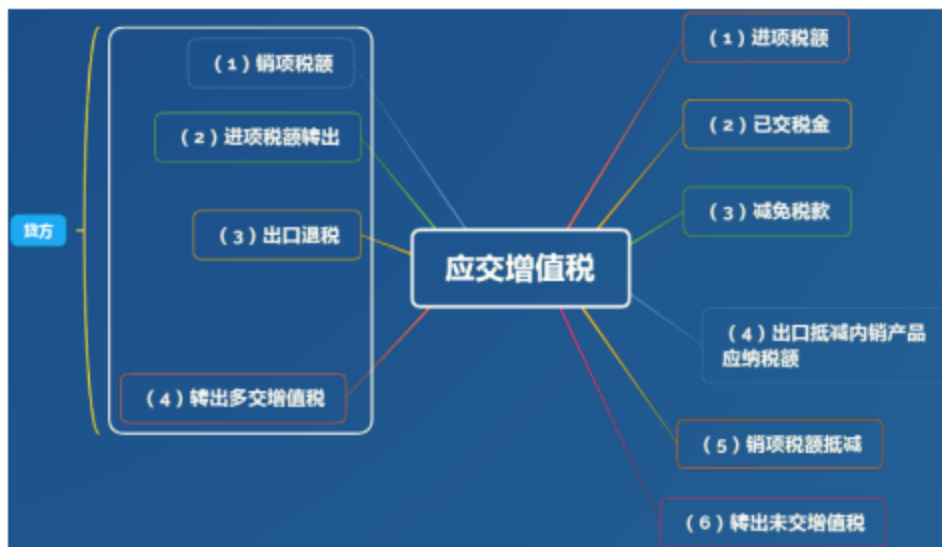 贷方
(1)销项税额
(2)进项税额转出
(3)出口退税
(4)转出多交增值税
应交增值税
(1)进项税额
(2)已交税金
(3)减免税款
(4)出口抵减内销产品
应纳税额
(5)销项税额抵减
(6)转出未交增值税